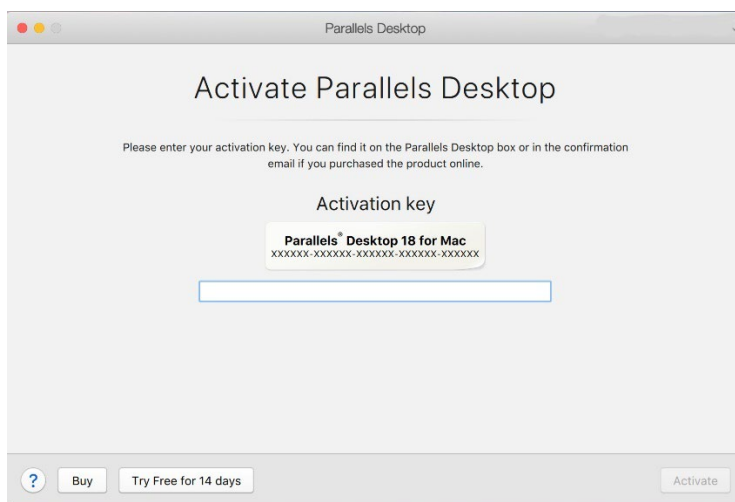 Parallels Desktop
Activate Parallels Desktop
Please enter your activation key. You can find it on the Parallels Desktop box or in the confirmation
email if you purchased the product online.
Activation key
Parallels® Desktop 18 for Mac
XXXXXX-XXXXXX-XXXXXX-XXXXXX-XXXXXX
? Buy Try Free for 14 days Activate